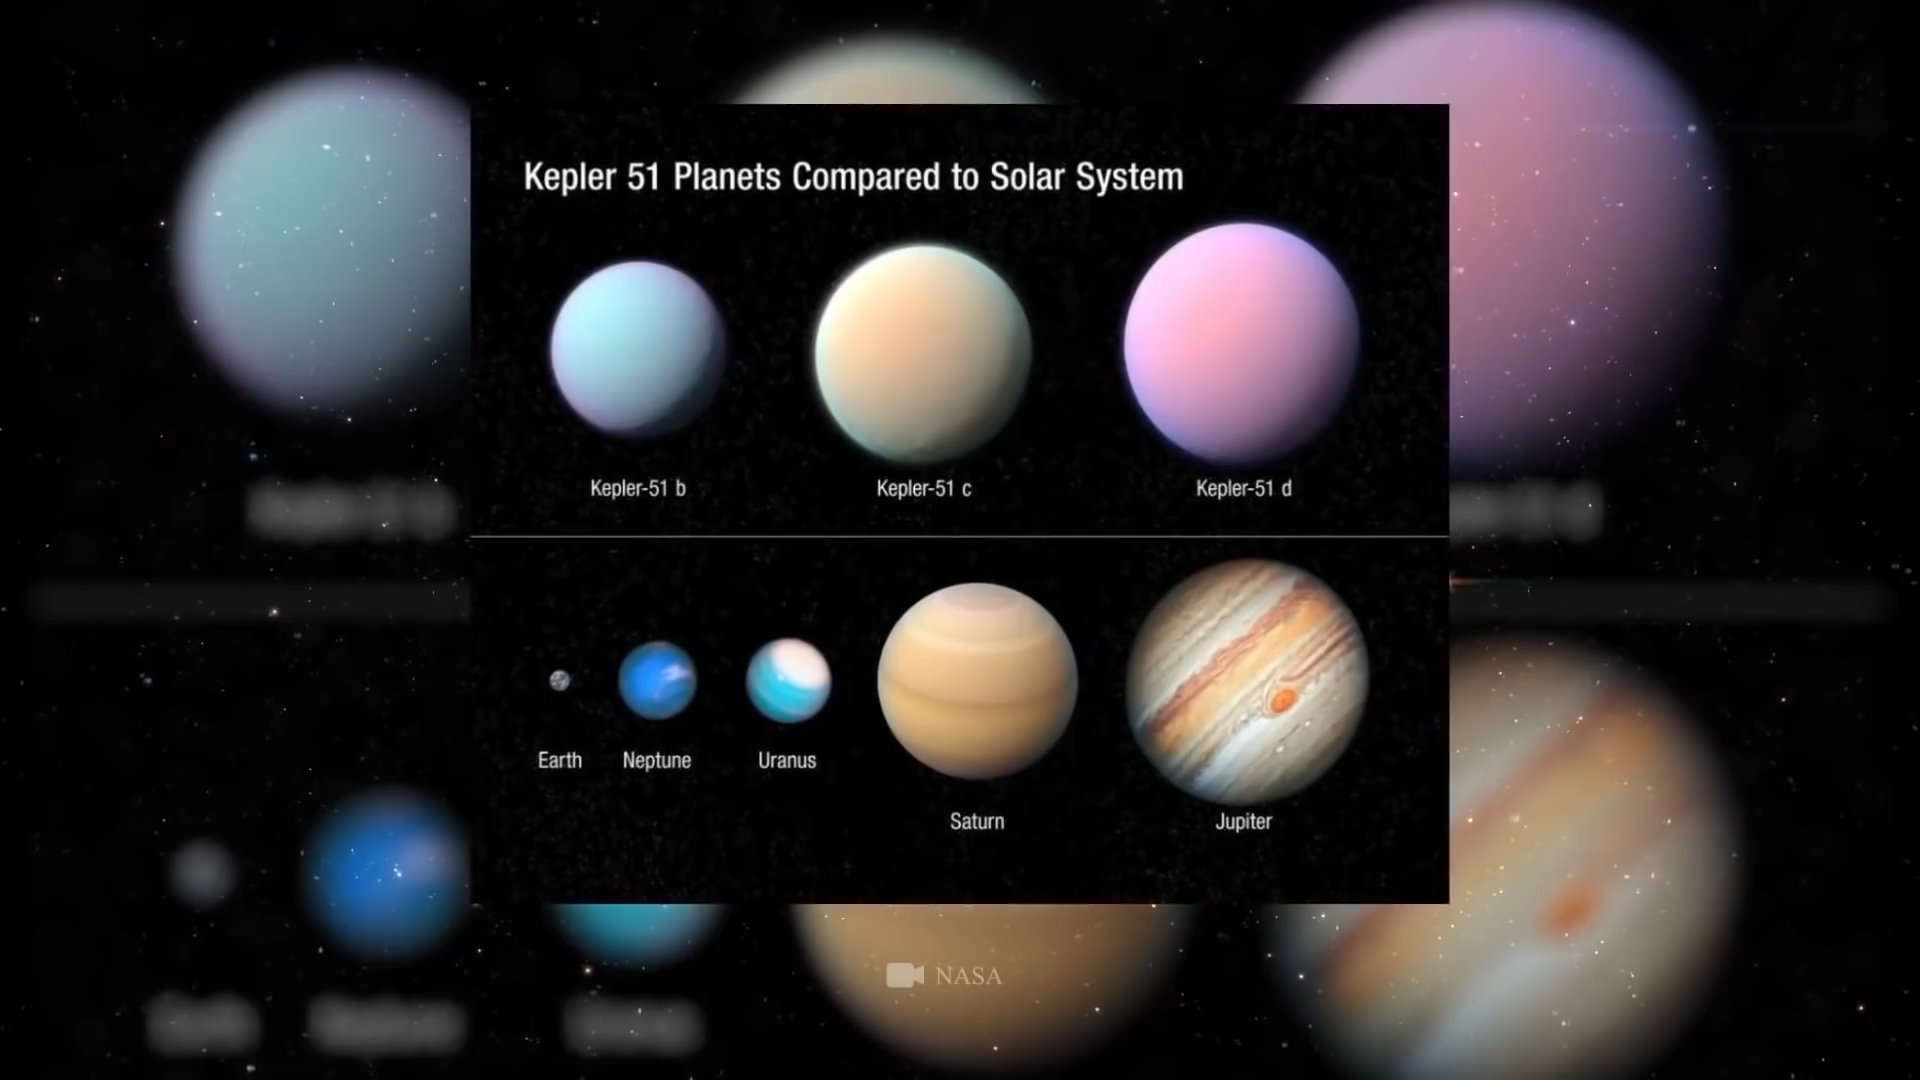 Kepler 51 Planets Compared to Solar System
Kepler-51 b
Kepler-51 c
Kepler-51 d
Earth
Neptune
Uranus
Saturn
Jupiter
NASA